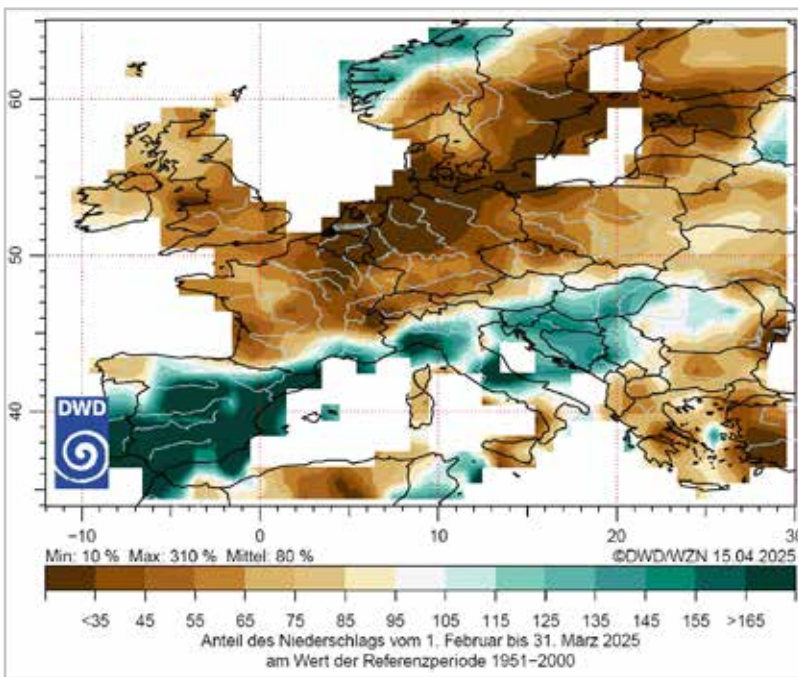 60
50
DWD
40
−10 0 10 20 30
Min: 10 % Max: 310 % Mittel: 80 % ©DWD/WZN 15.04 2025
<35 45 55 65 75 85 95 105 115 125 135 145 155 >165
Anteil des Niederschlags vom 1. Februar bis 31. März 2025
am Wert der Referenzperiode 1951−2000